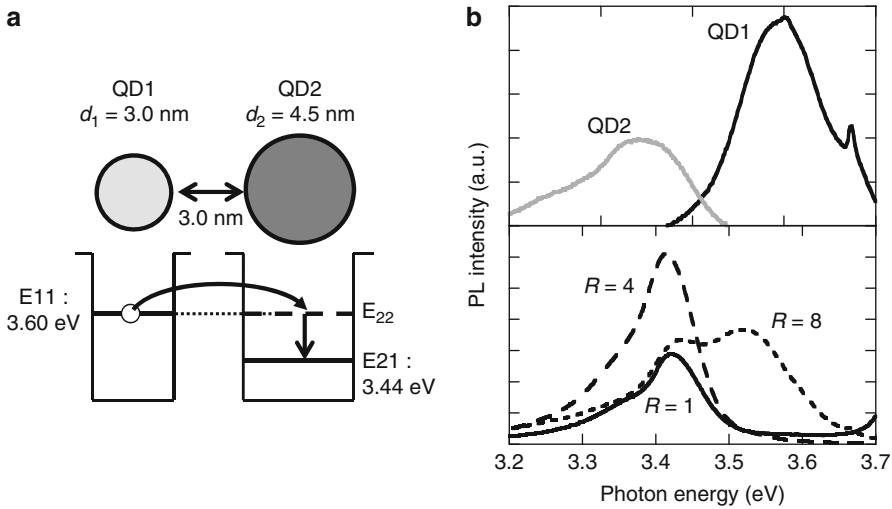 a
QD1
d₁ = 3.0 nm
QD2
d₂ = 4.5 nm
3.0 nm
E11 :
3.60 eV
E₂₂
E21 :
3.44 eV
b
QD1
QD2
PL intensity (a.u.)
R = 4
R = 8
R = 1
3.2 3.3 3.4 3.5 3.6 3.7
Photon energy (eV)